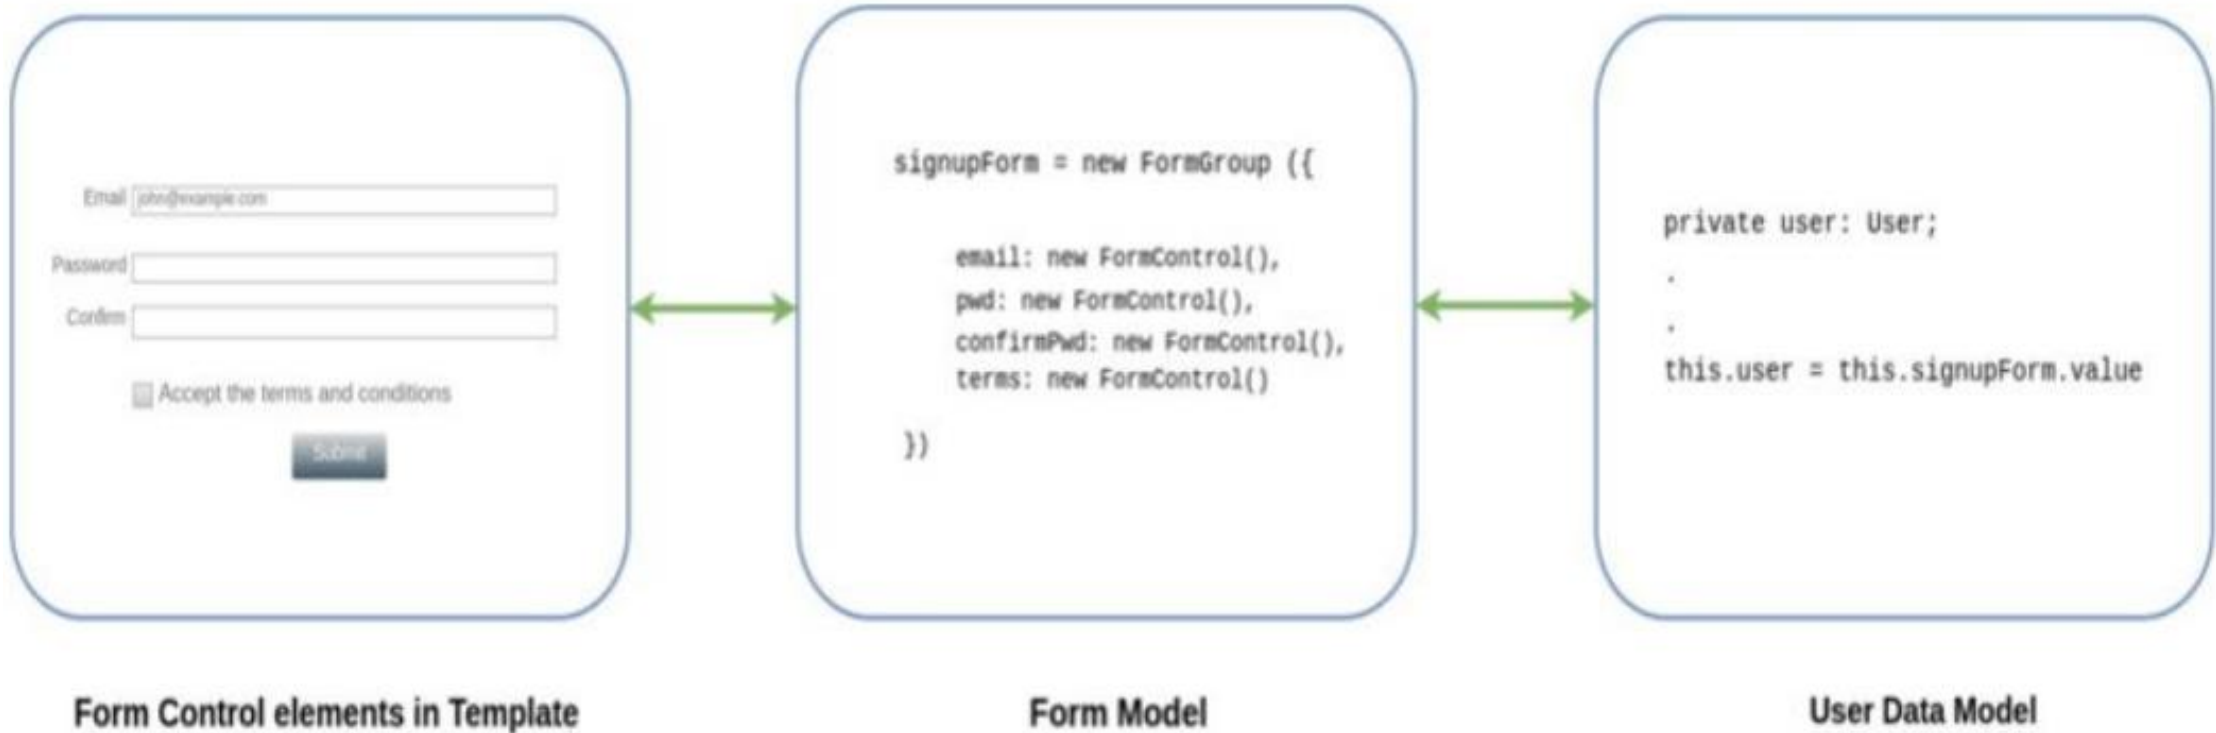 Email john@example.com
Password
Confirm
Accept the terms and conditions
Submit
Form Control elements in Template
signupForm = new FormGroup ({
email: new FormControl(),
pwd: new FormControl(),
confirmPwd: new FormControl(),
terms: new FormControl()
})
Form Model
private user: User;
.
.
this.user = this.signupForm.value
User Data Model